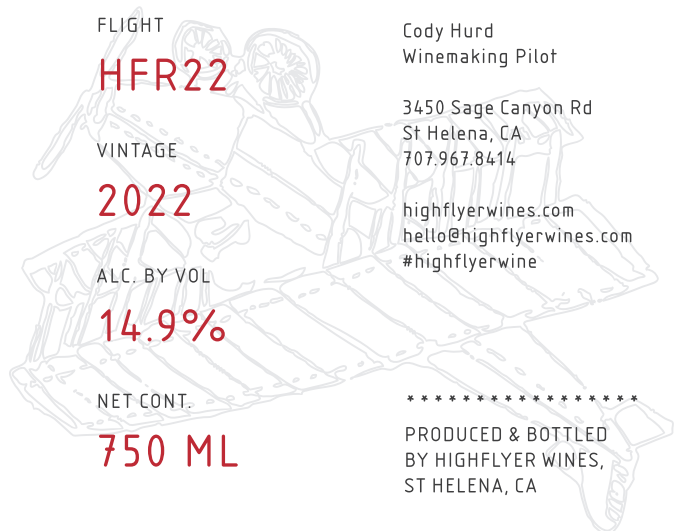 FLIGHT
HFR22
VINTAGE
2022
ALC. BY VOL
14.9%
NET CONT.
750 ML
Cody Hurd
Winemaking Pilot
3450 Sage Canyon Rd
St Helena, CA
707.967.8414
highflyerwines.com
hello@highflyerwines.com
#highflyerwine
*****************
PRODUCED & BOTTLED
BY HIGHFLYER WINES,
ST HELENA, CA